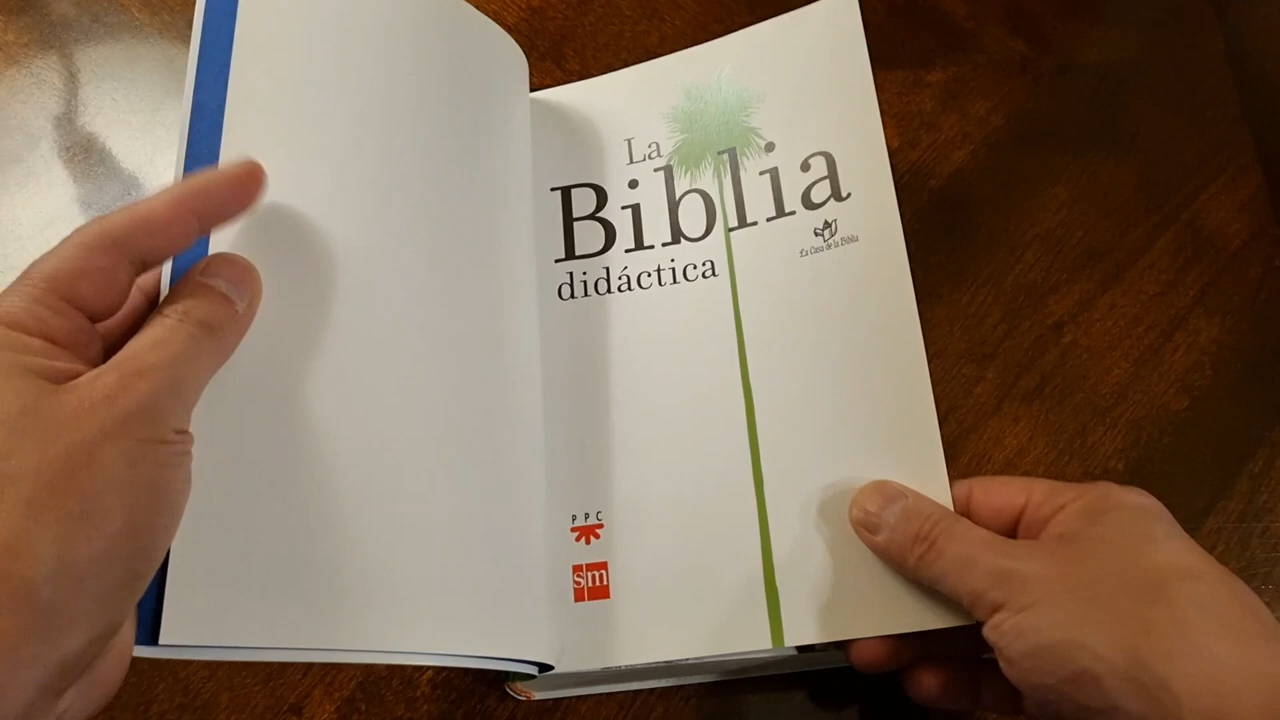 La
Biblia
didáctica
La Casa de la Biblia
PPC
sm